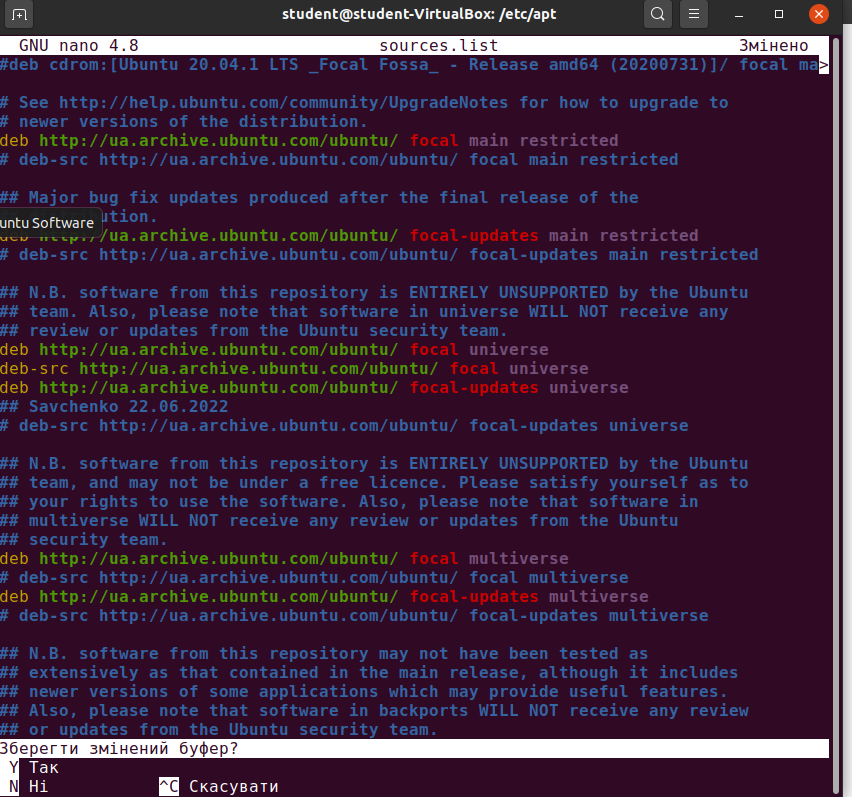 student@student-VirtualBox: /etc/apt
GNU nano 4.8 sources.list Змінено
#deb cdrom:[Ubuntu 20.04.1 LTS _Focal Fossa_ - Release amd64 (20200731)]/ focal ma>
# See http://help.ubuntu.com/community/UpgradeNotes for how to upgrade to
# newer versions of the distribution.
deb http://ua.archive.ubuntu.com/ubuntu/ focal main restricted
# deb-src http://ua.archive.ubuntu.com/ubuntu/ focal main restricted
## Major bug fix updates produced after the final release of the
ution.
untu Software
deb http://ua.archive.ubuntu.com/ubuntu/ focal-updates main restricted
# deb-src http://ua.archive.ubuntu.com/ubuntu/ focal-updates main restricted
## N.B. software from this repository is ENTIRELY UNSUPPORTED by the Ubuntu
## team. Also, please note that software in universe WILL NOT receive any
## review or updates from the Ubuntu security team.
deb http://ua.archive.ubuntu.com/ubuntu/ focal universe
deb-src http://ua.archive.ubuntu.com/ubuntu/ focal universe
deb http://ua.archive.ubuntu.com/ubuntu/ focal-updates universe
## Savchenko 22.06.2022
# deb-src http://ua.archive.ubuntu.com/ubuntu/ focal-updates universe
## N.B. software from this repository is ENTIRELY UNSUPPORTED by the Ubuntu
## team, and may not be under a free licence. Please satisfy yourself as to
## your rights to use the software. Also, please note that software in
## multiverse WILL NOT receive any review or updates from the Ubuntu
## security team.
deb http://ua.archive.ubuntu.com/ubuntu/ focal multiverse
# deb-src http://ua.archive.ubuntu.com/ubuntu/ focal multiverse
deb http://ua.archive.ubuntu.com/ubuntu/ focal-updates multiverse
# deb-src http://ua.archive.ubuntu.com/ubuntu/ focal-updates multiverse
## N.B. software from this repository may not have been tested as
## extensively as that contained in the main release, although it includes
## newer versions of some applications which may provide useful features.
## Also, please note that software in backports WILL NOT receive any review
## or updates from the Ubuntu security team.
Зберегти змінений буфер?
Y Так
N Ні ^C Скасувати